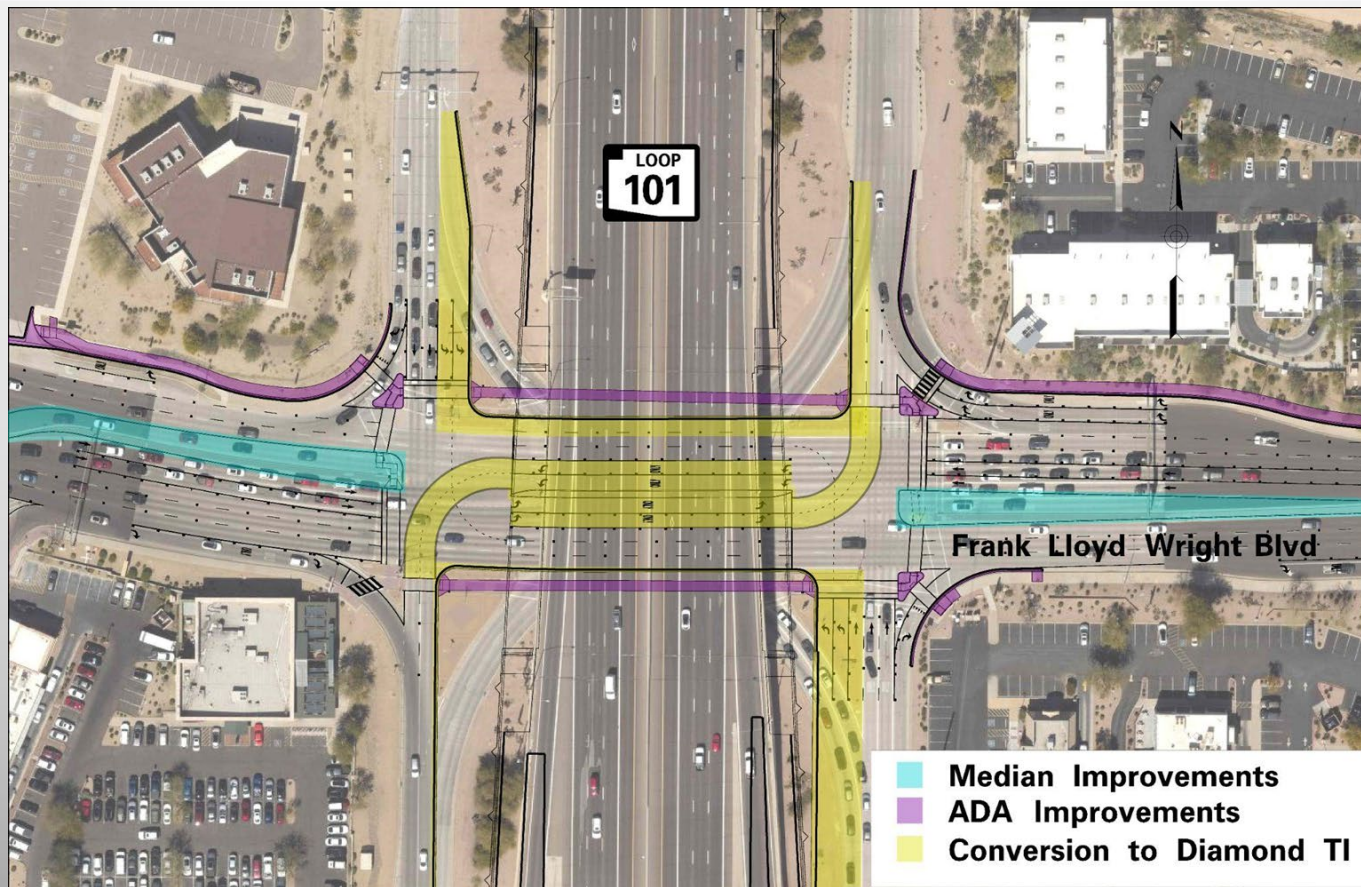 LOOP
101
N
Frank Lloyd Wright Blvd
Median Improvements
ADA Improvements
Conversion to Diamond TI